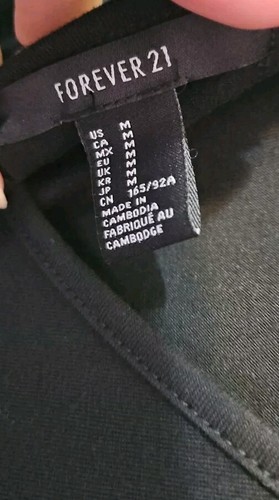 FOREVER 21
US M
CA M
MX M
EU M
UK M
KR M
JP M
CN 165/92A
MADE IN
CAMBODIA
FABRIQUÉ AU
CAMBODGE